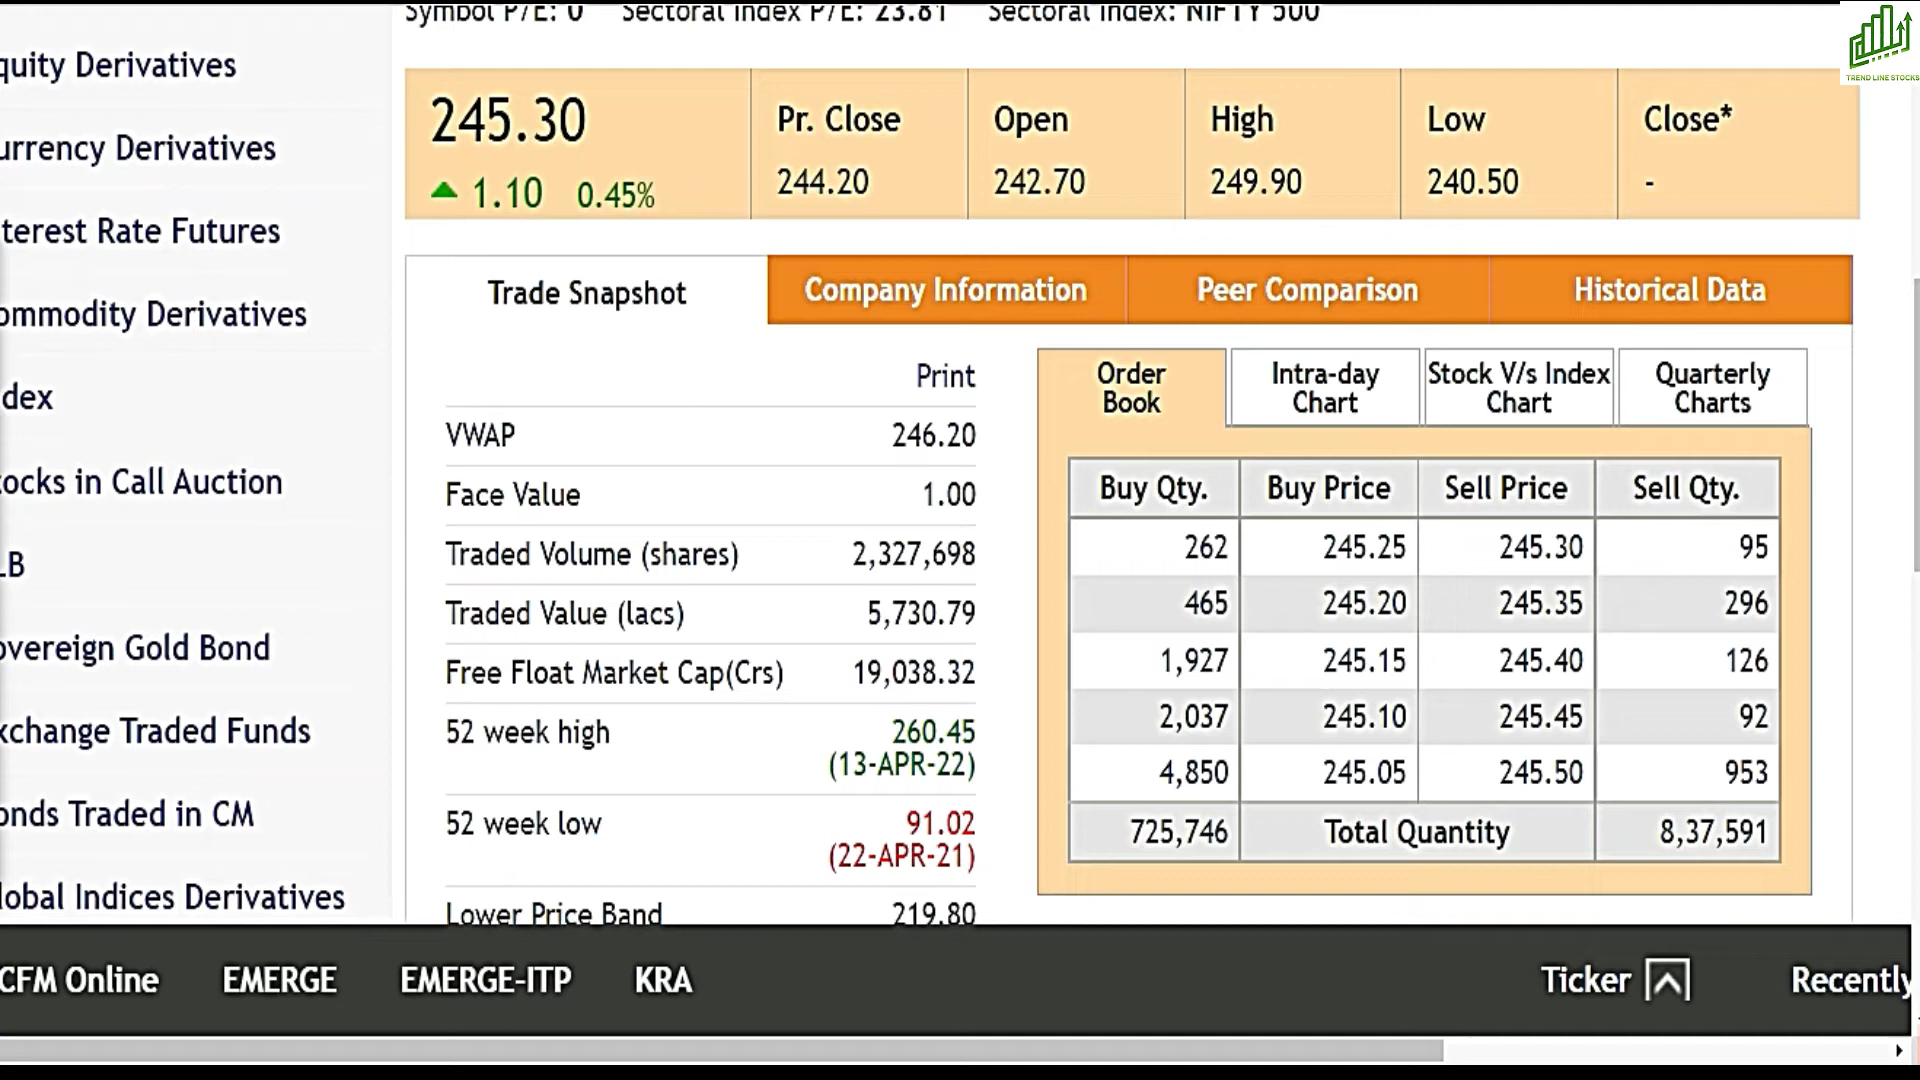 Symbol P/E: 0 Sectoral Index P/E: 23.81 Sectoral Index: NIFTY 500
TREND LINE STOCKS
quity Derivatives
urrency Derivatives
terest Rate Futures
ommodity Derivatives
dex
ocks in Call Auction
LB
overeign Gold Bond
xchange Traded Funds
onds Traded in CM
lobal Indices Derivatives
245.30
1.10 0.45%
Pr. Close Open High Low Close*
244.20 242.70 249.90 240.50 -
Trade Snapshot Company Information Peer Comparison Historical Data
Print
VWAP 246.20
Face Value 1.00
Traded Volume (shares) 2,327,698
Traded Value (lacs) 5,730.79
Free Float Market Cap(Crs) 19,038.32
52 week high 260.45
(13-APR-22)
52 week low 91.02
(22-APR-21)
Lower Price Band 219.80
Order Book
Intra-day Chart
Stock V/s Index Chart
Quarterly Charts
Buy Qty. Buy Price Sell Price Sell Qty.
262 245.25 245.30 95
465 245.20 245.35 296
1,927 245.15 245.40 126
2,037 245.10 245.45 92
4,850 245.05 245.50 953
725,746 Total Quantity 8,37,591
CFM Online EMERGE EMERGE-ITP KRA Ticker Recently